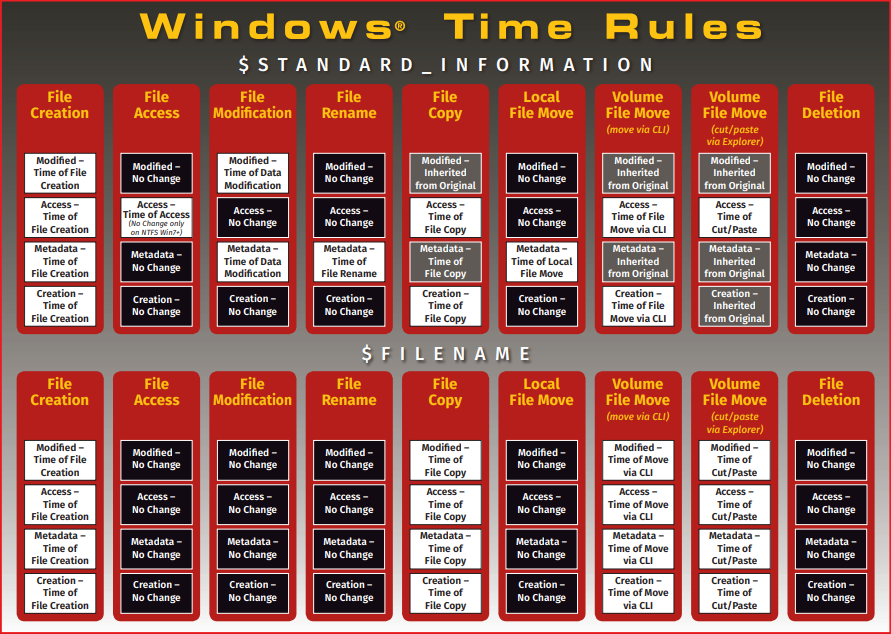 Windows® Time Rules
$STANDARD_INFORMATION
File
Creation
Modified –
Time of File
Creation
Access –
Time of
File Creation
Metadata –
Time of
File Creation
Creation –
Time of
File Creation
File
Access
Modified –
No Change
Access –
Time of Access
(No Change only
on NTFS Win7+)
Metadata –
No Change
Creation –
No Change
File
Modification
Modified –
Time of Data
Modification
Access –
No Change
Metadata –
Time of Data
Modification
Creation –
No Change
File
Rename
Modified –
No Change
Access –
No Change
Metadata –
Time of
File Rename
Creation –
No Change
File
Copy
Modified –
Inherited
from Original
Access –
Time of
File Copy
Metadata –
Time of
File Copy
Creation –
Time of
File Copy
Local
File Move
Modified –
No Change
Access –
No Change
Metadata –
Time of Local
File Move
Creation –
No Change
Volume
File Move
(move via CLI)
Modified –
Inherited
from Original
Access –
Time of File
Move via CLI
Metadata –
Inherited
from Original
Creation –
Time of File
Move via CLI
Volume
File Move
(cut/paste
via Explorer)
Modified –
Inherited
from Original
Access –
Time of
Cut/Paste
Metadata –
Inherited
from Original
Creation –
Inherited
from Original
File
Deletion
Modified –
No Change
Access –
No Change
Metadata –
No Change
Creation –
No Change
$FILENAME
File
Creation
Modified –
Time of File
Creation
Access –
Time of
File Creation
Metadata –
Time of
File Creation
Creation –
Time of
File Creation
File
Access
Modified –
No Change
Access –
No Change
Metadata –
No Change
Creation –
No Change
File
Modification
Modified –
No Change
Access –
No Change
Metadata –
No Change
Creation –
No Change
File
Rename
Modified –
No Change
Access –
No Change
Metadata –
No Change
Creation –
No Change
File
Copy
Modified –
Time of
File Copy
Access –
Time of
File Copy
Metadata –
Time of
File Copy
Creation –
Time of
File Copy
Local
File Move
Modified –
No Change
Access –
No Change
Metadata –
No Change
Creation –
No Change
Volume
File Move
(move via CLI)
Modified –
Time of Move
via CLI
Access –
Time of Move
via CLI
Metadata –
Time of Move
via CLI
Creation –
Time of Move
via CLI
Volume
File Move
(cut/paste
via Explorer)
Modified –
Time of
Cut/Paste
Access –
Time of
Cut/Paste
Metadata –
Time of
Cut/Paste
Creation –
Time of
Cut/Paste
File
Deletion
Modified –
No Change
Access –
No Change
Metadata –
No Change
Creation –
No Change